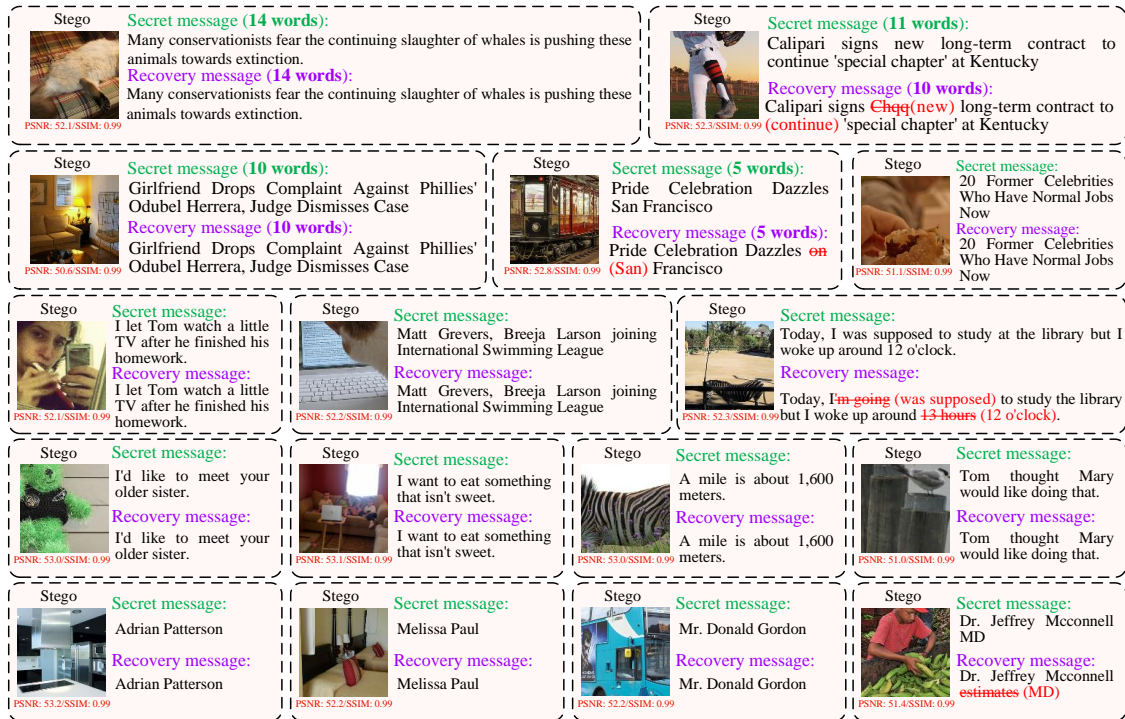 Stego
Secret message (14 words):
Many conservationists fear the continuing slaughter of whales is pushing these
animals towards extinction.
Recovery message (14 words):
Many conservationists fear the continuing slaughter of whales is pushing these
animals towards extinction.
PSNR: 52.1/SSIM: 0.99
Stego
Secret message (11 words):
Calipari signs new long-term contract to
continue 'special chapter' at Kentucky
Recovery message (10 words):
Calipari signs Chqq(new) long-term contract to
(continue) 'special chapter' at Kentucky
PSNR: 52.3/SSIM: 0.99
Stego
Secret message (10 words):
Girlfriend Drops Complaint Against Phillies'
Odubel Herrera, Judge Dismisses Case
Recovery message (10 words):
Girlfriend Drops Complaint Against Phillies'
Odubel Herrera, Judge Dismisses Case
PSNR: 50.6/SSIM: 0.99
Stego
Secret message (5 words):
Pride Celebration Dazzles
San Francisco
Recovery message (5 words):
Pride Celebration Dazzles on
(San) Francisco
PSNR: 52.8/SSIM: 0.99
Stego
Secret message:
20 Former Celebrities
Who Have Normal Jobs
Now
Recovery message:
20 Former Celebrities
Who Have Normal Jobs
Now
PSNR: 51.1/SSIM: 0.99
Stego
Secret message:
I let Tom watch a little
TV after he finished his
homework.
Recovery message:
I let Tom watch a little
TV after he finished his
homework.
PSNR: 52.1/SSIM: 0.99
Stego
Secret message:
Matt Grevers, Breeja Larson joining
International Swimming League
Recovery message:
Matt Grevers, Breeja Larson joining
International Swimming League
PSNR: 52.2/SSIM: 0.99
Stego
Secret message:
Today, I was supposed to study at the library but I
woke up around 12 o'clock.
Recovery message:
Today, I'm going (was supposed) to study the library
but I woke up around 13 hours (12 o'clock).
PSNR: 52.3/SSIM: 0.99
Stego
Secret message:
I'd like to meet your
older sister.
Recovery message:
I'd like to meet your
older sister.
PSNR: 53.0/SSIM: 0.99
Stego
Secret message:
I want to eat something
that isn't sweet.
Recovery message:
I want to eat something
that isn't sweet.
PSNR: 53.1/SSIM: 0.99
Stego
Secret message:
A mile is about 1,600
meters.
Recovery message:
A mile is about 1,600
meters.
PSNR: 53.0/SSIM: 0.99
Stego
Secret message:
Tom thought Mary
would like doing that.
Recovery message:
Tom thought Mary
would like doing that.
PSNR: 51.0/SSIM: 0.99
Stego
Secret message:
Adrian Patterson
Recovery message:
Adrian Patterson
PSNR: 53.2/SSIM: 0.99
Stego
Secret message:
Melissa Paul
Recovery message:
Melissa Paul
PSNR: 52.2/SSIM: 0.99
Stego
Secret message:
Mr. Donald Gordon
Recovery message:
Mr. Donald Gordon
PSNR: 52.2/SSIM: 0.99
Stego
Secret message:
Dr. Jeffrey Mcconnell
MD
Recovery message:
Dr. Jeffrey Mcconnell
estimates (MD)
PSNR: 51.4/SSIM: 0.99